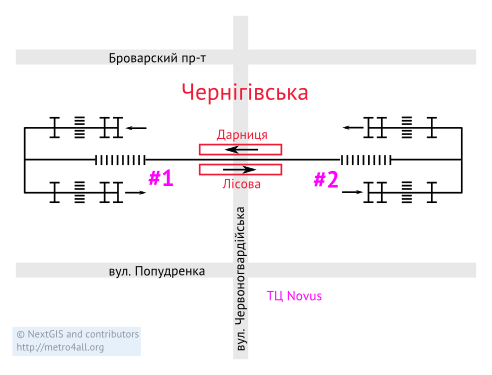 Броварский пр-т
Чернігівська
Дарниця
#1
Лісова
#2
вул. Червоногвардійська
вул. Попудренка
ТЦ Novus
© NextGIS and contributors
http://metro4all.org